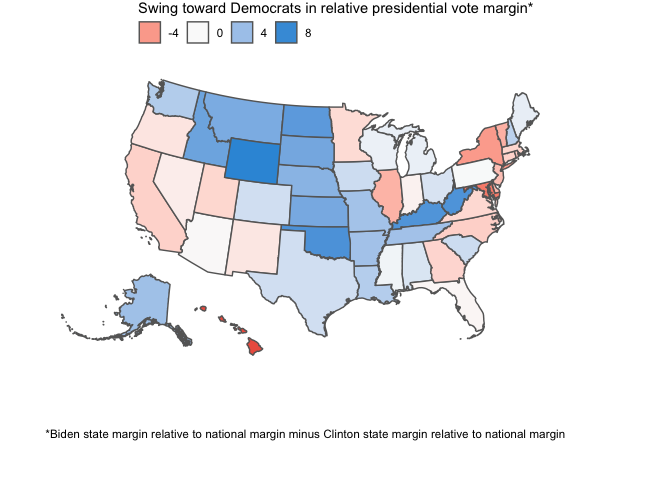 Swing toward Democrats in relative presidential vote margin*
-4 0 4 8
*Biden state margin relative to national margin minus Clinton state margin relative to national margin